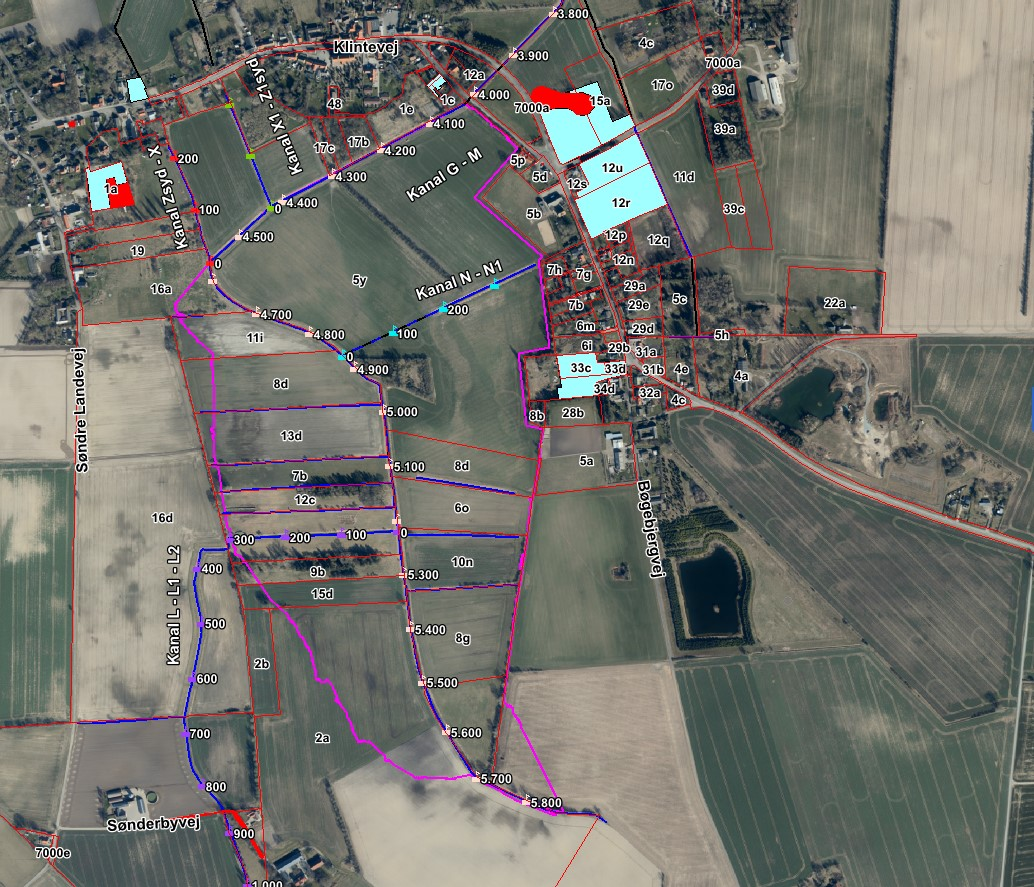 3.800
4c
Klintevej
3.900
7000a
17o
12a
39d
Kanal X1 - Z1syd
48
1c
4.000
7000a
15a
1e
4.100
39a
17c
17b
4.200
200
5p
12u
Kanal G - M
4.300
5d
12s
11d
Kanal Zsyd - X
1a
100
0
4.400
5b
12r
39c
4.500
12p
12q
19
12n
0
7h
7g
5y
Kanal N - N1
16a
29a
5c
200
7b
29e
22a
4.700
6m
29d
11i
4.800
100
5h
6i
29b
31a
0
33c
33d
31b
4e
4.900
4a
8d
34d
32a
4c
Søndre Landevej
5.000
8b
28b
13d
5.100
8d
5a
7b
12c
6o
Bøgebjergvej
16d
300
200
100
0
10n
400
9b
5.300
15d
Kanal L - L1 - L2
500
5.400
8g
2b
600
5.500
700
2a
5.600
5.700
800
5.800
Sønderbyvej
900
7000e
1.000